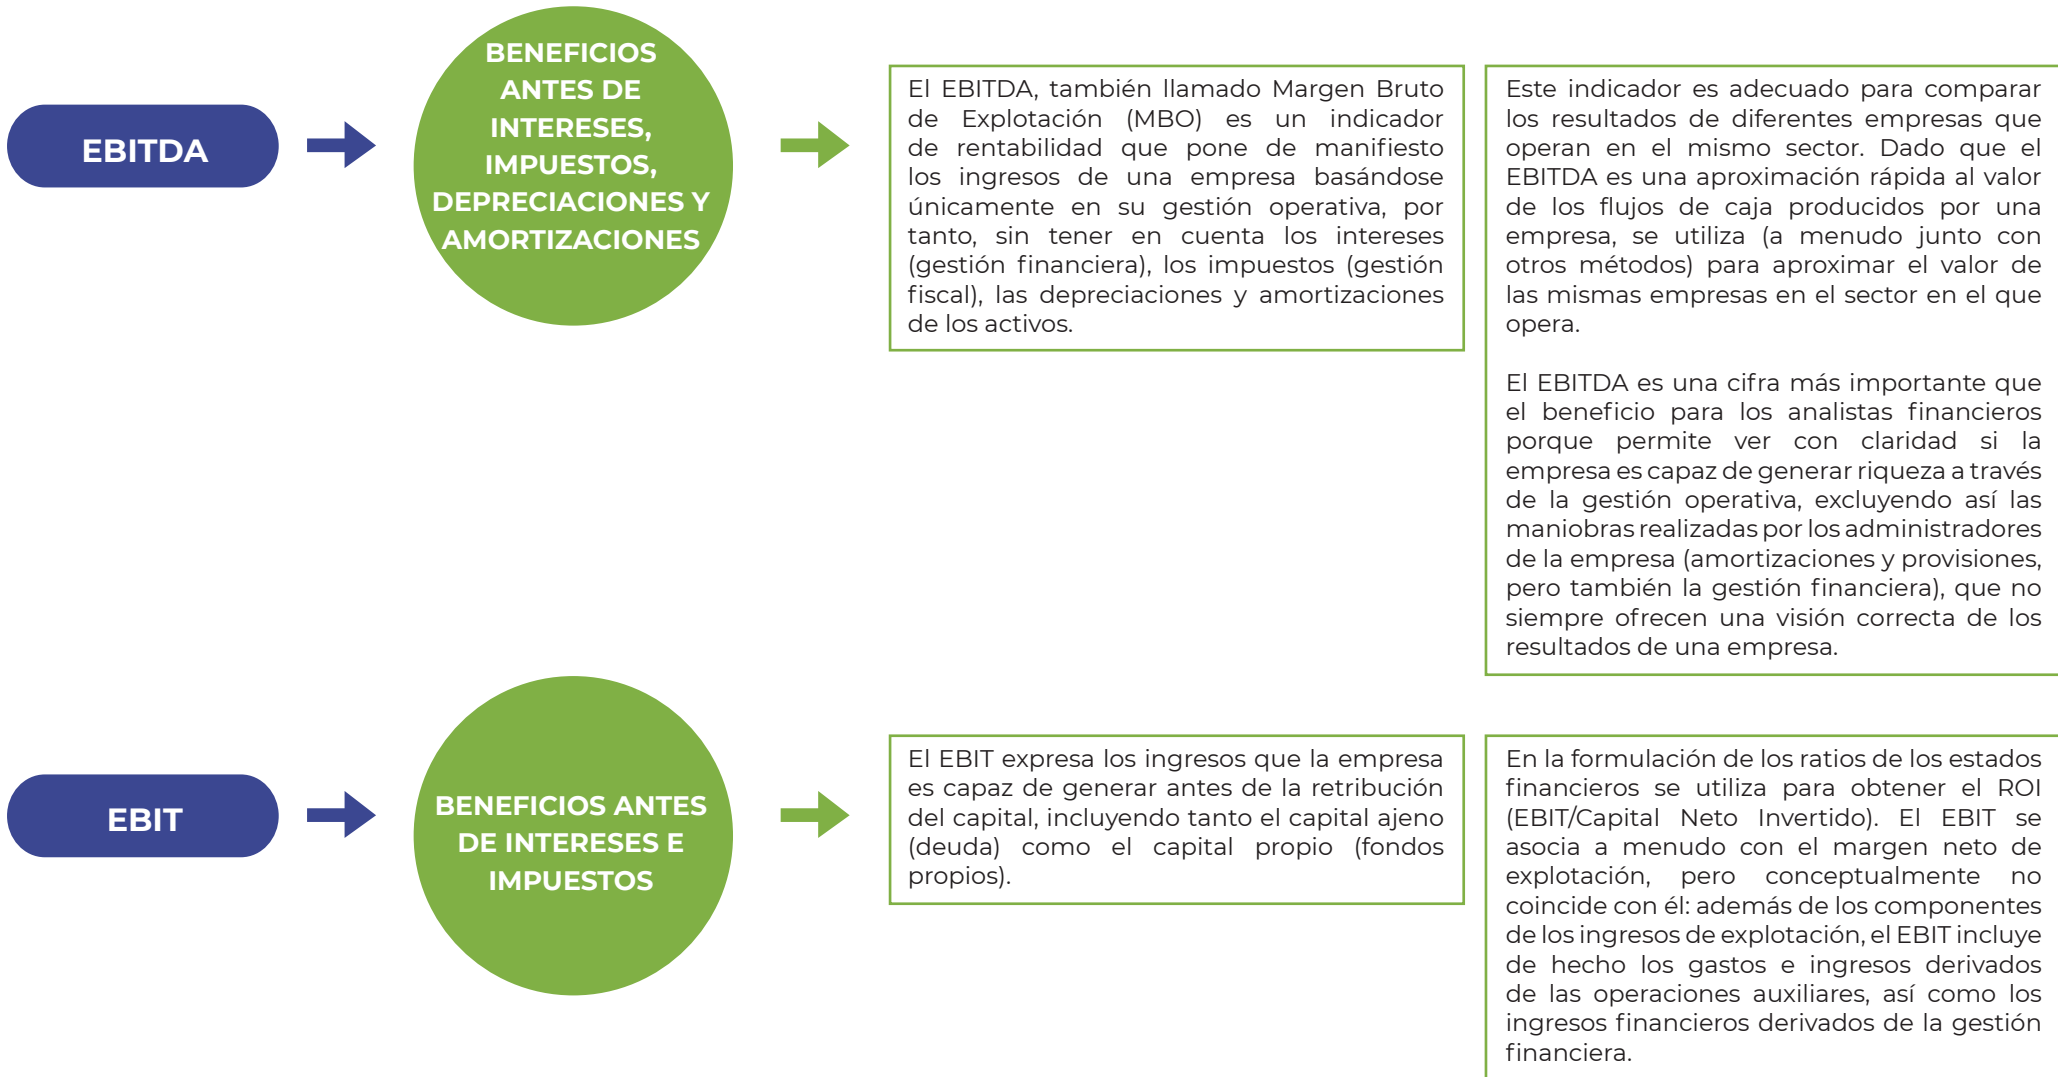 EBITDA
BENEFICIOS
ANTES DE
INTERESES,
IMPUESTOS,
DEPRECIACIONES Y
AMORTIZACIONES
El EBITDA, también llamado Margen Bruto
de Explotación (MBO) es un indicador
de rentabilidad que pone de manifiesto
los ingresos de una empresa basándose
únicamente en su gestión operativa, por
tanto, sin tener en cuenta los intereses
(gestión financiera), los impuestos (gestión
fiscal), las depreciaciones y amortizaciones
de los activos.
Este indicador es adecuado para comparar
los resultados de diferentes empresas que
operan en el mismo sector. Dado que el
EBITDA es una aproximación rápida al valor
de los flujos de caja producidos por una
empresa, se utiliza (a menudo junto con
otros métodos) para aproximar el valor de
las mismas empresas en el sector en el que
opera.
El EBITDA es una cifra más importante que
el beneficio para los analistas financieros
porque permite ver con claridad si la
empresa es capaz de generar riqueza a través
de la gestión operativa, excluyendo así las
maniobras realizadas por los administradores
de la empresa (amortizaciones y provisiones,
pero también la gestión financiera), que no
siempre ofrecen una visión correcta de los
resultados de una empresa.
EBIT
BENEFICIOS ANTES
DE INTERESES E
IMPUESTOS
El EBIT expresa los ingresos que la empresa
es capaz de generar antes de la retribución
del capital, incluyendo tanto el capital ajeno
(deuda) como el capital propio (fondos
propios).
En la formulación de los ratios de los estados
financieros se utiliza para obtener el ROI
(EBIT/Capital Neto Invertido). El EBIT se
asocia a menudo con el margen neto de
explotación, pero conceptualmente no
coincide con él: además de los componentes
de los ingresos de explotación, el EBIT incluye
de hecho los gastos e ingresos derivados
de las operaciones auxiliares, así como los
ingresos financieros derivados de la gestión
financiera.